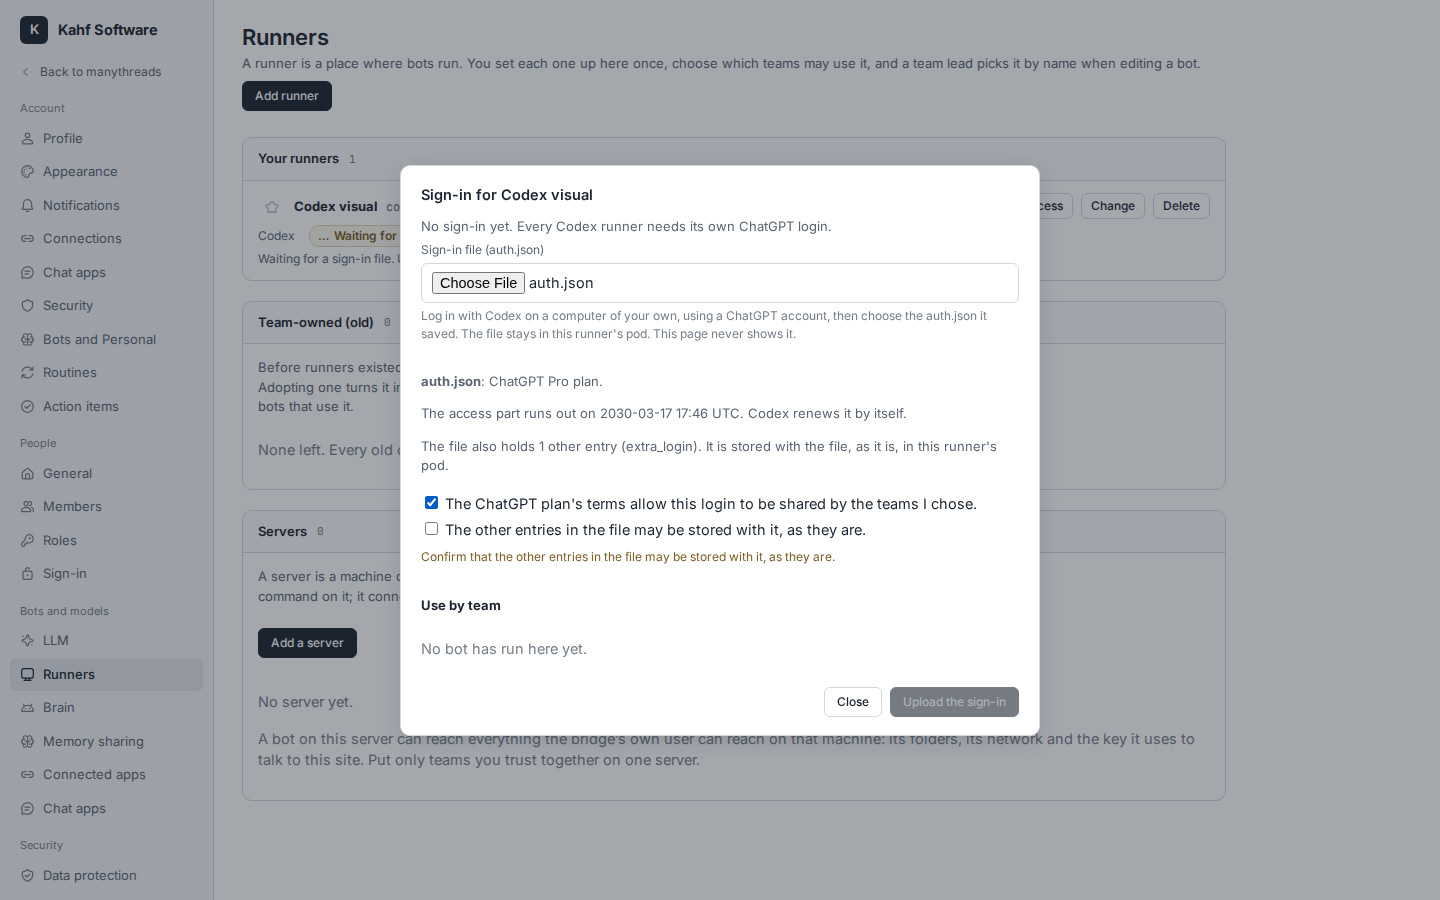 K Kahf Software
Back to manythreads
Account
Profile
Appearance
Notifications
Connections
Chat apps
Security
Bots and Personal
Routines
Action items
People
General
Members
Roles
Sign-in
Bots and models
LLM
Runners
Brain
Memory sharing
Connected apps
Chat apps
Security
Data protection
Runners
A runner is a place where bots run. You set each one up here once, choose which teams may use it, and a team lead picks it by name when editing a bot.
Add runner
Your runners 1
Codex visual
Change
Delete
Codex
... Waiting for
Waiting for a sign-in file.
Team-owned (old) 0
Before runners existed
Adopting one turns it
bots that use it.
None left. Every old
Servers 0
A server is a machine
command on it; it
Add a server
No server yet.
A bot on this server can reach everything the bridge's own user can reach on that machine: its folders, its network and the key it uses to
talk to this site. Put only teams you trust together on one server.
Sign-in for Codex visual
No sign-in yet. Every Codex runner needs its own ChatGPT login.
Sign-in file (auth.json)
Choose File auth.json
Log in with Codex on a computer of your own, using a ChatGPT account, then choose the auth.json it
saved. The file stays in this runner's pod. This page never shows it.
auth.json: ChatGPT Pro plan.
The access part runs out on 2030-03-17 17:46 UTC. Codex renews it by itself.
The file also holds 1 other entry (extra_login). It is stored with the file, as it is, in this runner's
pod.
The ChatGPT plan's terms allow this login to be shared by the teams I chose.
The other entries in the file may be stored with it, as they are.
Confirm that the other entries in the file may be stored with it, as they are.
Use by team
No bot has run here yet.
Close
Upload the sign-in